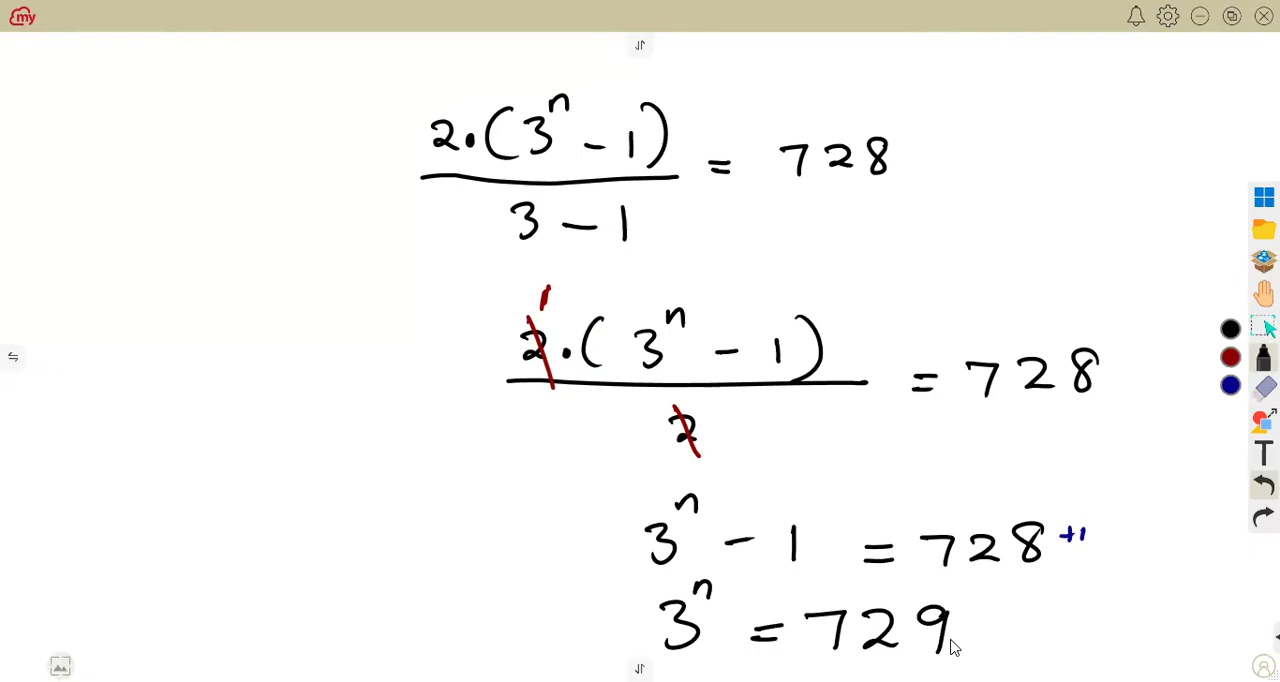 my
2·(3ⁿ - 1)
3 - 1
= 728
1
2·(3ⁿ - 1)
2
= 728
3ⁿ - 1 = 728 +1
3ⁿ = 729
T